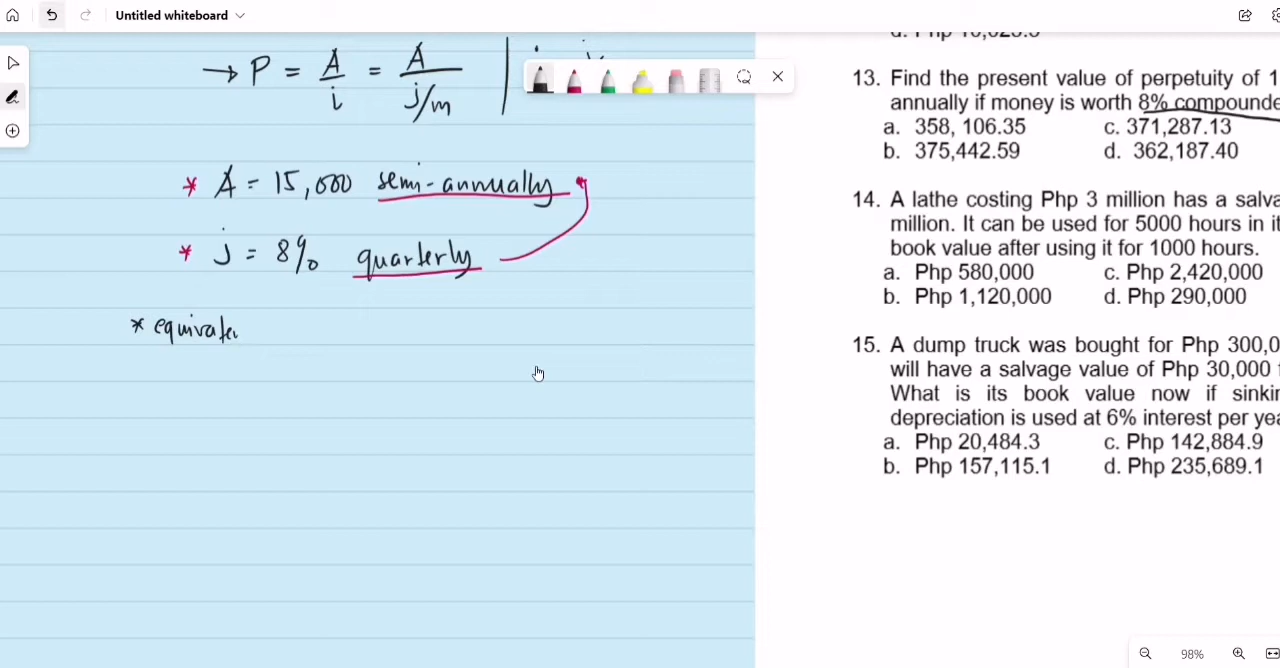 Untitled whiteboard
→ P = A/i = A/(j/m)
* A = 15,000 semi-annually
* j = 8% quarterly
* equivalen
13. Find the present value of perpetuity of 1
annually if money is worth 8% compounde
a. 358, 106.35 c. 371,287.13
b. 375,442.59 d. 362,187.40
14. A lathe costing Php 3 million has a salva
million. It can be used for 5000 hours in it
book value after using it for 1000 hours.
a. Php 580,000 c. Php 2,420,000
b. Php 1,120,000 d. Php 290,000
15. A dump truck was bought for Php 300,0
will have a salvage value of Php 30,000
What is its book value now if sinkin
depreciation is used at 6% interest per yea
a. Php 20,484.3 c. Php 142,884.9
b. Php 157,115.1 d. Php 235,689.1
98%